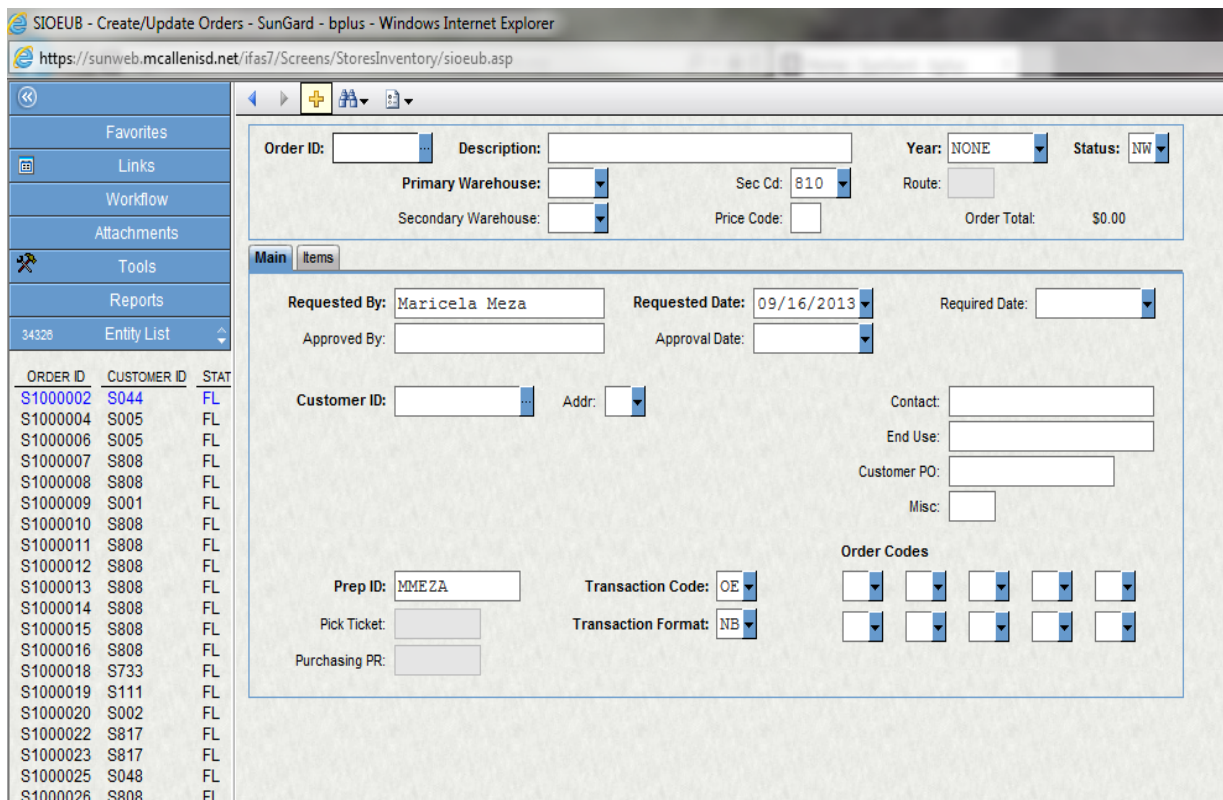 SIOEUB - Create/Update Orders - SunGard - bplus - Windows Internet Explorer
https://sunweb.mcallenisd.net/ifas7/Screens/StoresInventory/sioeub.asp
Favorites
Links
Workflow
Attachments
Tools
Reports
34326 Entity List
ORDER ID CUSTOMER ID STAT
S1000002 S044 FL
S1000004 S005 FL
S1000006 S005 FL
S1000007 S808 FL
S1000008 S808 FL
S1000009 S001 FL
S1000010 S808 FL
S1000011 S808 FL
S1000012 S808 FL
S1000013 S808 FL
S1000014 S808 FL
S1000015 S808 FL
S1000016 S808 FL
S1000018 S733 FL
S1000019 S111 FL
S1000020 S002 FL
S1000022 S817 FL
S1000023 S817 FL
S1000025 S048 FL
S1000026 S808 FL
Order ID: ... Description: Year: NONE Status: NW
Primary Warehouse: Sec Cd: 810 Route:
Secondary Warehouse: Price Code: Order Total: $0.00
Main Items
Requested By: Maricela Meza Requested Date: 09/16/2013 Required Date:
Approved By: Approval Date:
Customer ID: ... Addr: Contact:
End Use:
Customer PO:
Misc:
Order Codes
Prep ID: MMEZA Transaction Code: OE
Pick Ticket: Transaction Format: NB
Purchasing PR: